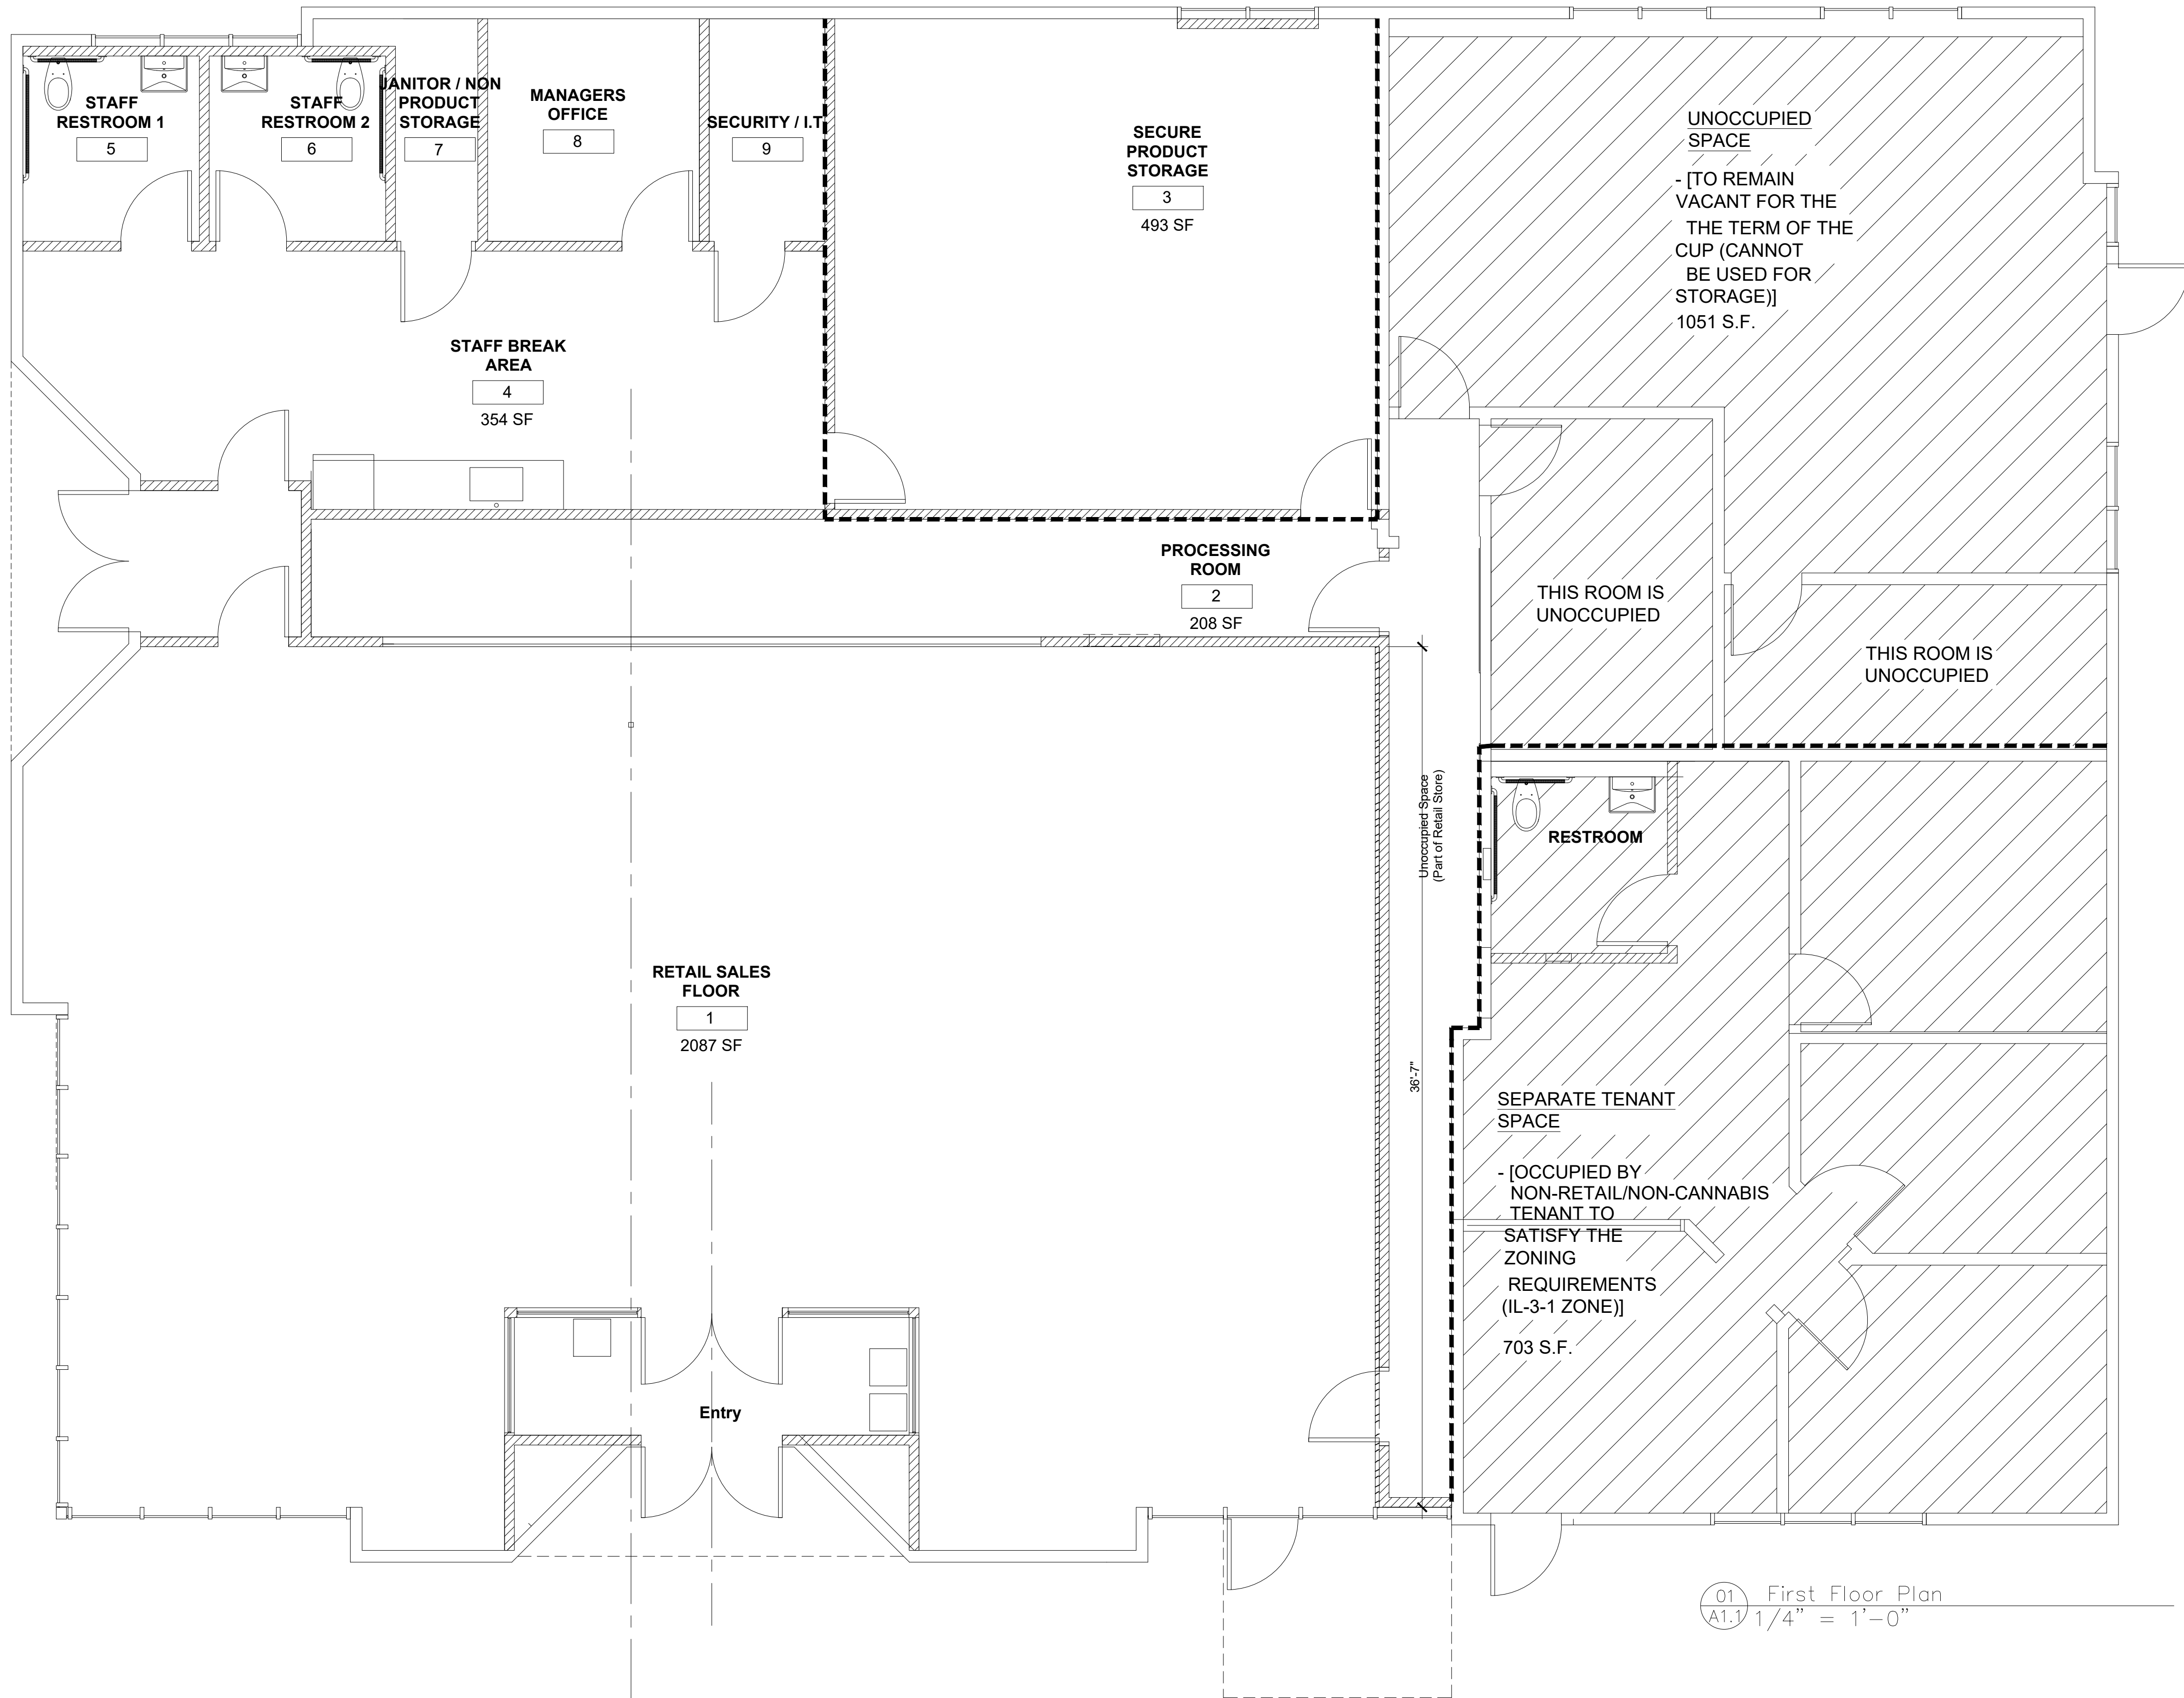 STAFF
RESTROOM 1
5
STAFF
RESTROOM 2
6
JANITOR / NON
PRODUCT
STORAGE
7
MANAGERS
OFFICE
8
SECURITY / I.T
9
SECURE
PRODUCT
STORAGE
3
493 SF
UNOCCUPIED
SPACE
- [TO REMAIN
VACANT FOR THE
THE TERM OF THE
CUP (CANNOT
BE USED FOR
STORAGE)]
1051 S.F.
STAFF BREAK
AREA
4
354 SF
PROCESSING
ROOM
2
208 SF
THIS ROOM IS
UNOCCUPIED
THIS ROOM IS
UNOCCUPIED
Unoccupied Space
(Part of Retail Store)
36'-7"
RESTROOM
RETAIL SALES
FLOOR
1
2087 SF
SEPARATE TENANT
SPACE
- [OCCUPIED BY
NON-RETAIL/NON-CANNABIS
TENANT TO
SATISFY THE
ZONING
REQUIREMENTS
(IL-3-1 ZONE)]
703 S.F.
Entry
01
A1.1
First Floor Plan
1/4" = 1'-0"